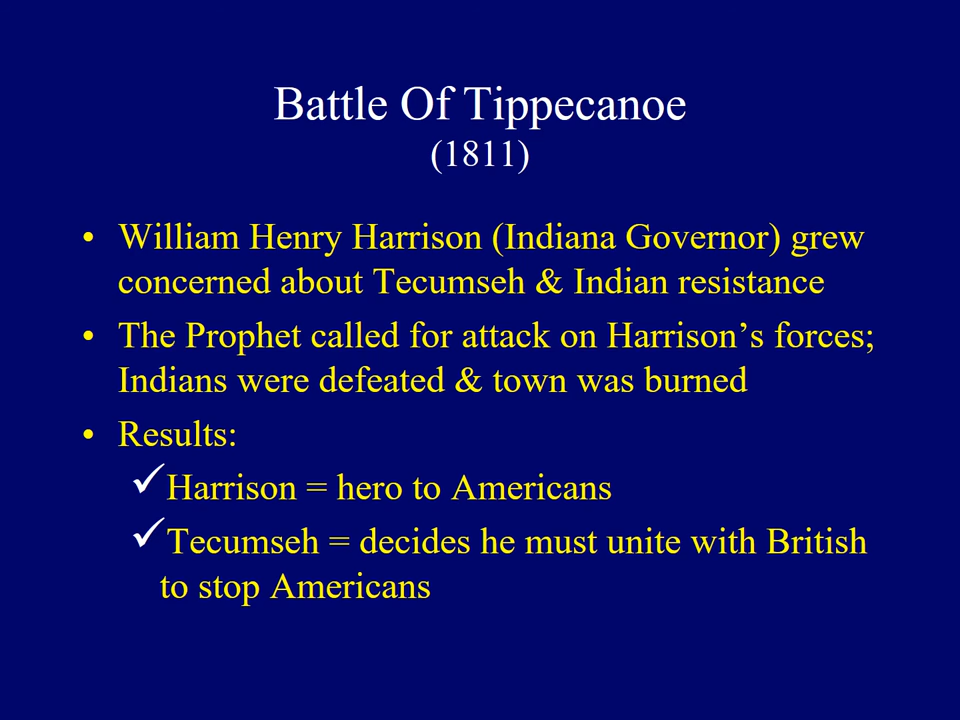 Battle Of Tippecanoe
(1811)
• William Henry Harrison (Indiana Governor) grew
concerned about Tecumseh & Indian resistance
• The Prophet called for attack on Harrison’s forces;
Indians were defeated & town was burned
• Results:
✓ Harrison = hero to Americans
✓ Tecumseh = decides he must unite with British
to stop Americans